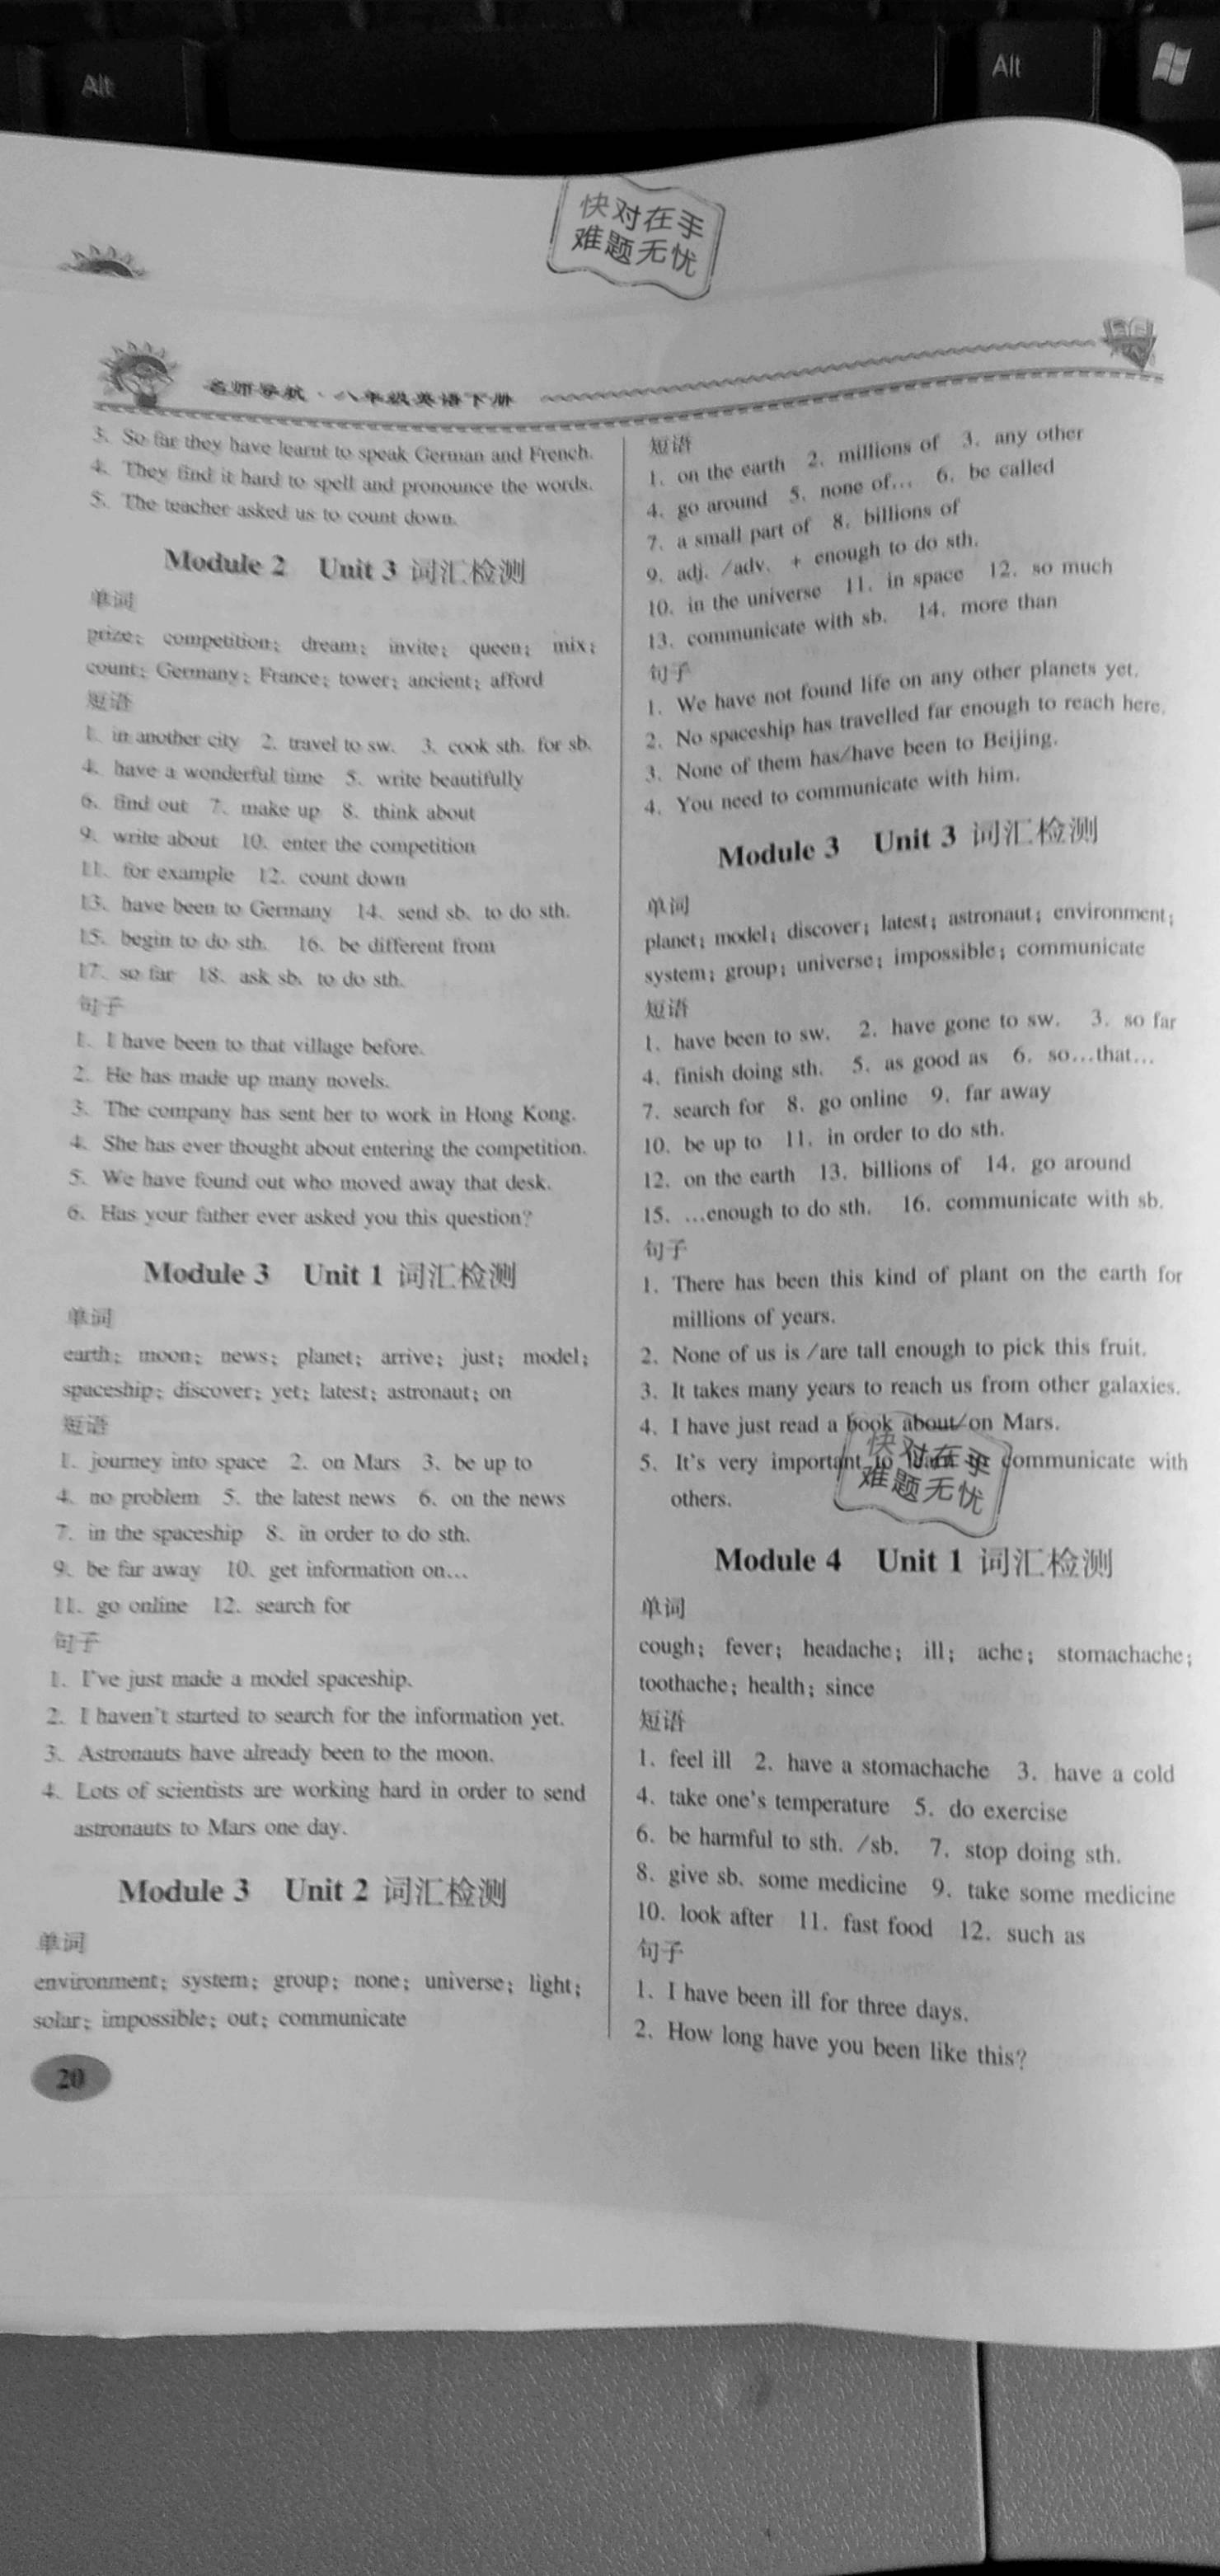 Alt
Alt
快对在手
难题无忧
名师导航·八年级英语下册
3. So far they have learnt to speak German and French.
4. They find it hard to spell and pronounce the words.
5. The teacher asked us to count down.
Module 2 Unit 3 词汇检测
单词
prize; competition; dream; invite; queen; mix;
count; Germany; France; tower; ancient; afford
短语
1. in another city 2. travel to sw. 3. cook sth. for sb.
4. have a wonderful time 5. write beautifully
6. find out 7. make up 8. think about
9. write about 10. enter the competition
11. for example 12. count down
13. have been to Germany 14. send sb. to do sth.
15. begin to do sth. 16. be different from
17. so far 18. ask sb. to do sth.
句子
1. I have been to that village before.
2. He has made up many novels.
3. The company has sent her to work in Hong Kong.
4. She has ever thought about entering the competition.
5. We have found out who moved away that desk.
6. Has your father ever asked you this question?
Module 3 Unit 1 词汇检测
单词
earth; moon; news; planet; arrive; just; model;
spaceship; discover; yet; latest; astronaut; on
短语
1. journey into space 2. on Mars 3. be up to
4. no problem 5. the latest news 6. on the news
7. in the spaceship 8. in order to do sth.
9. be far away 10. get information on…
11. go online 12. search for
句子
1. I've just made a model spaceship.
2. I haven't started to search for the information yet.
3. Astronauts have already been to the moon.
4. Lots of scientists are working hard in order to send
astronauts to Mars one day.
Module 3 Unit 2 词汇检测
单词
environment; system; group; none; universe; light;
solar; impossible; out; communicate
20
短语
1. on the earth 2. millions of 3. any other
4. go around 5. none of… 6. be called
7. a small part of 8. billions of
9. adj. /adv. + enough to do sth.
10. in the universe 11. in space 12. so much
13. communicate with sb. 14. more than
句子
1. We have not found life on any other planets yet.
2. No spaceship has travelled far enough to reach here.
3. None of them has/have been to Beijing.
4. You need to communicate with him.
Module 3 Unit 3 词汇检测
单词
planet; model; discover; latest; astronaut; environment;
system; group; universe; impossible; communicate
短语
1. have been to sw. 2. have gone to sw. 3. so far
4. finish doing sth. 5. as good as 6. so…that…
7. search for 8. go online 9. far away
10. be up to 11. in order to do sth.
12. on the earth 13. billions of 14. go around
15. …enough to do sth. 16. communicate with sb.
句子
1. There has been this kind of plant on the earth for
millions of years.
2. None of us is /are tall enough to pick this fruit.
3. It takes many years to reach us from other galaxies.
4. I have just read a book about/on Mars.
5. It's very important to communicate with
others.
快对在手
难题无忧
Module 4 Unit 1 词汇检测
单词
cough; fever; headache; ill; ache; stomachache;
toothache; health; since
短语
1. feel ill 2. have a stomachache 3. have a cold
4. take one's temperature 5. do exercise
6. be harmful to sth. /sb. 7. stop doing sth.
8. give sb. some medicine 9. take some medicine
10. look after 11. fast food 12. such as
句子
1. I have been ill for three days.
2. How long have you been like this?